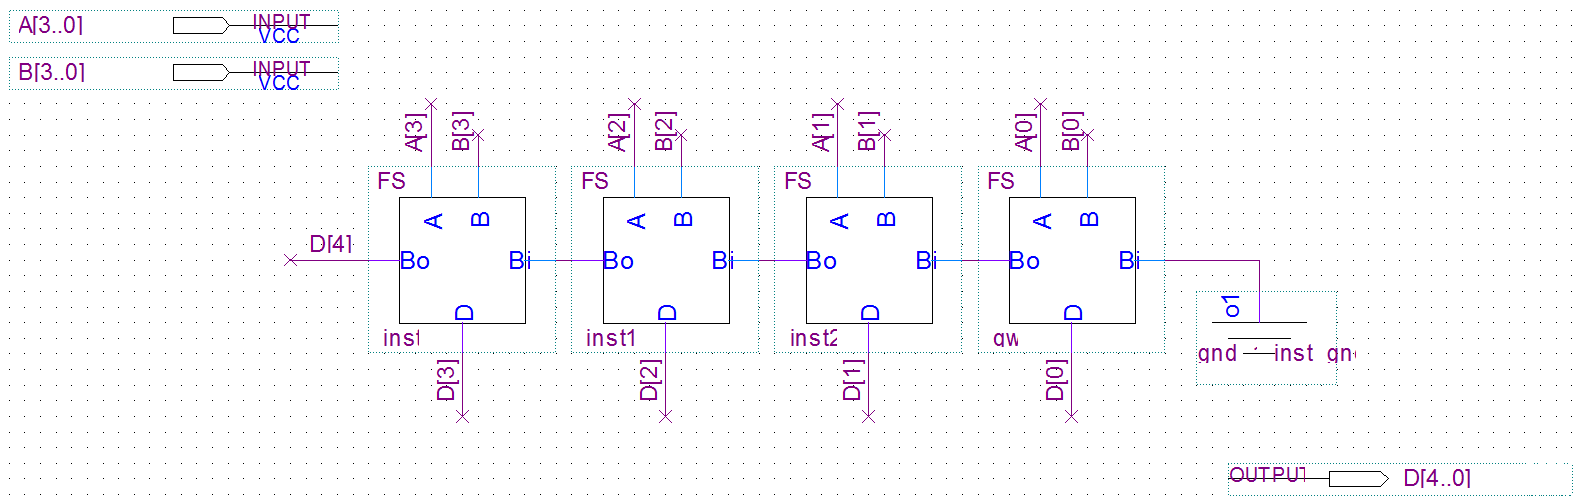 A[3..0] INPUT
VCC
B[3..0] INPUT
VCC
A[3] B[3] A[2] B[2] A[1] B[1] A[0] B[0]
FS FS FS FS
A B A B A B A B
D[4] Bo Bi Bo Bi Bo Bi Bo Bi
D D D D
o1
inst inst1 inst2 gw
gnd inst gn
D[3] D[2] D[1] D[0]
OUTPUT D[4..0]